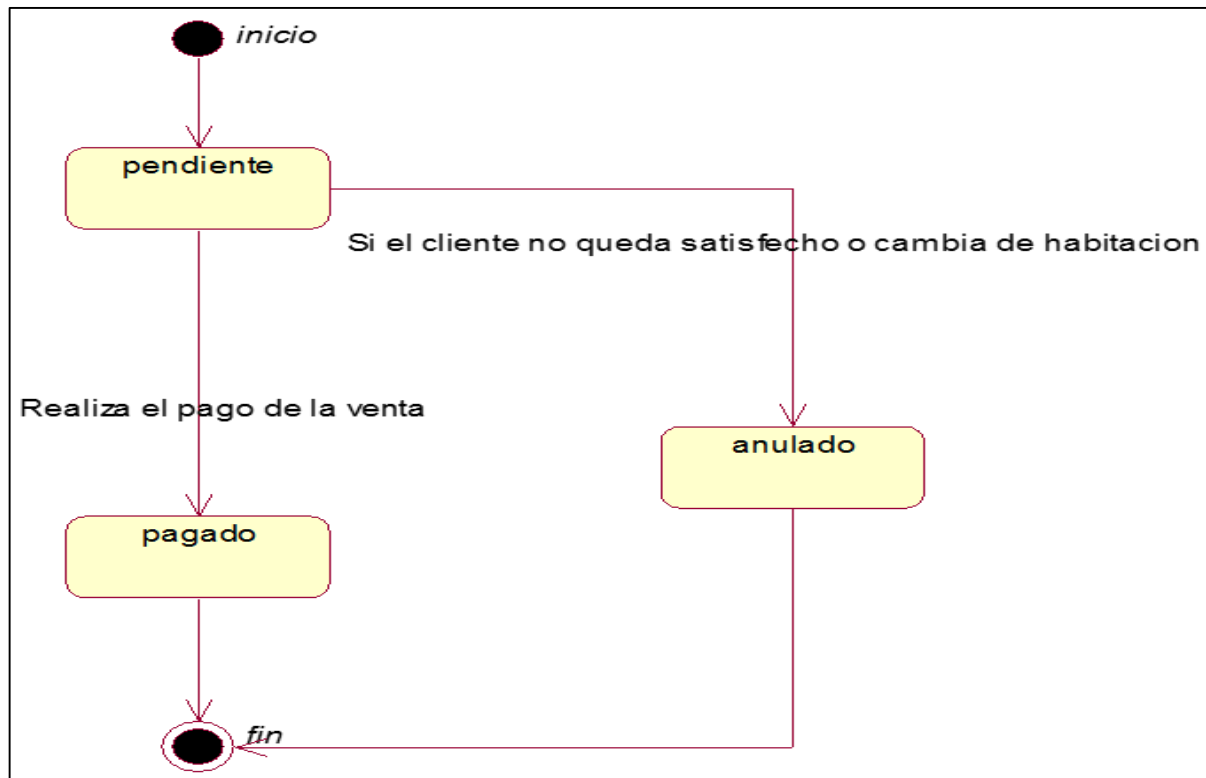 inicio
pendiente
Si el cliente no queda satisfecho o cambia de habitacion
Realiza el pago de la venta
anulado
pagado
fin